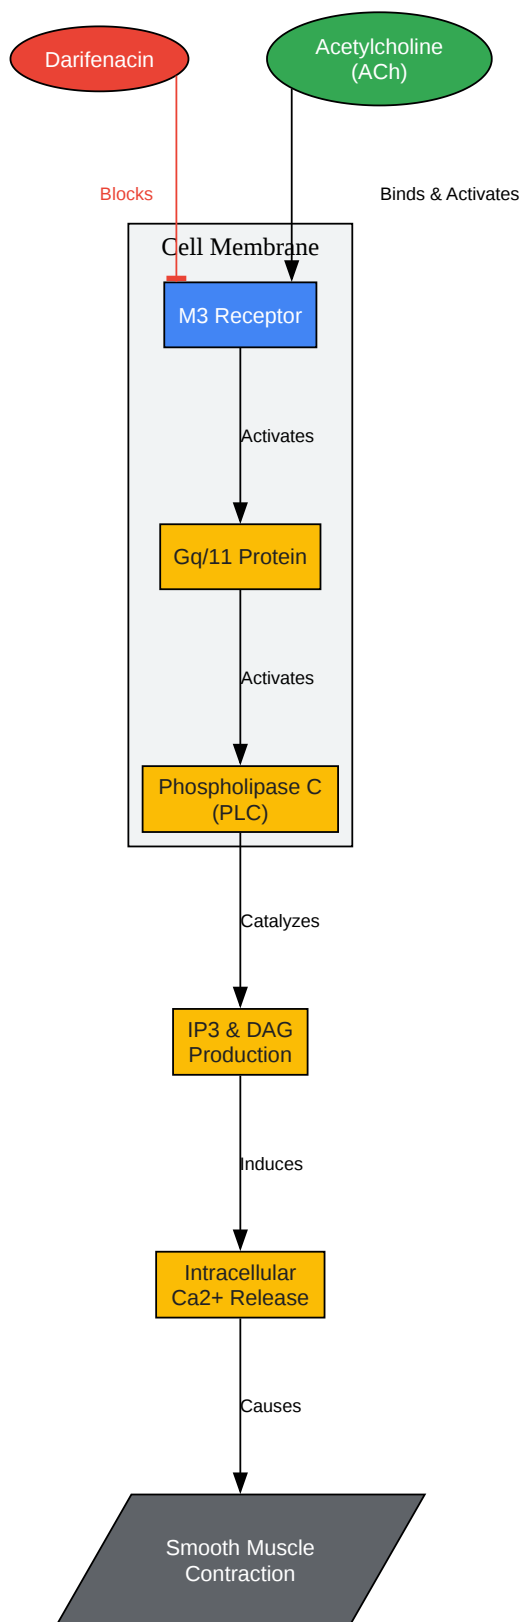 Darifenacin
Acetylcholine
(ACh)
Blocks
Binds & Activates
Cell Membrane
M3 Receptor
Activates
Gq/11 Protein
Activates
Phospholipase C
(PLC)
Catalyzes
IP3 & DAG
Production
Induces
Intracellular
Ca2+ Release
Causes
Smooth Muscle
Contraction